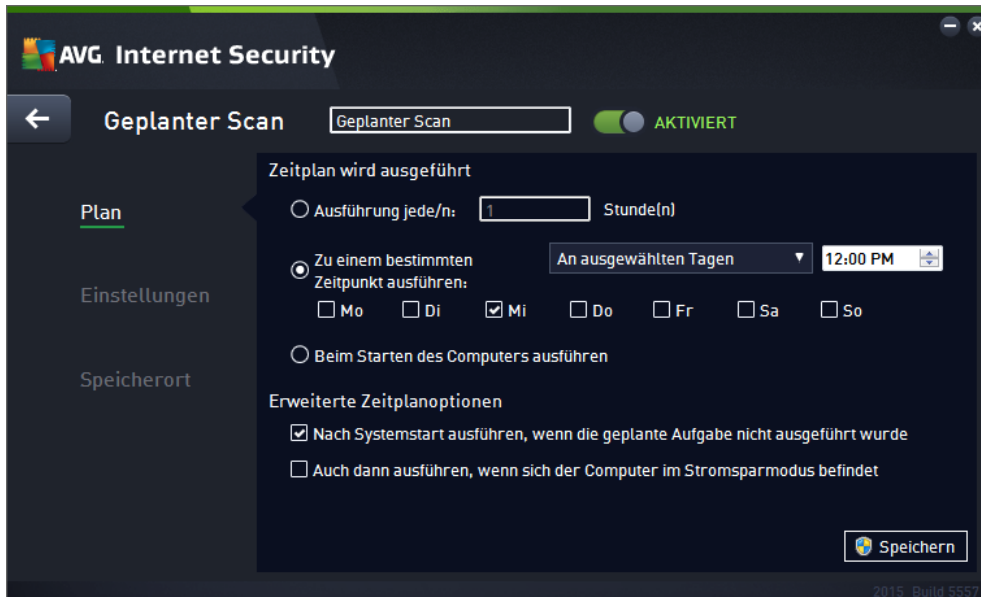 AVG. Internet Security
Geplanter Scan
Geplanter Scan
AKTIVIERT
Zeitplan wird ausgeführt
Plan
Einstellungen
Speicherort
Ausführung jede/n:
1
Stunde(n)
Zu einem bestimmten
Zeitpunkt ausführen:
An ausgewählten Tagen
12:00 PM
Mo Di Mi Do Fr Sa So
Beim Starten des Computers ausführen
Erweiterte Zeitplanoptionen
Nach Systemstart ausführen, wenn die geplante Aufgabe nicht ausgeführt wurde
Auch dann ausführen, wenn sich der Computer im Stromsparmodus befindet
Speichern
2015 Build 5557